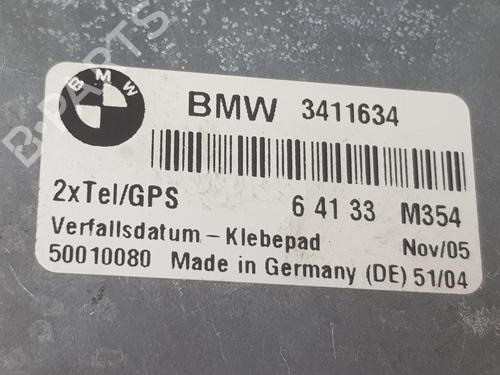 BMW
BMW 3411634
2xTel/GPS 6 41 33 M354
Verfallsdatum – Klebepad Nov/05
50010080 Made in Germany (DE) 51/04
B-PARTS